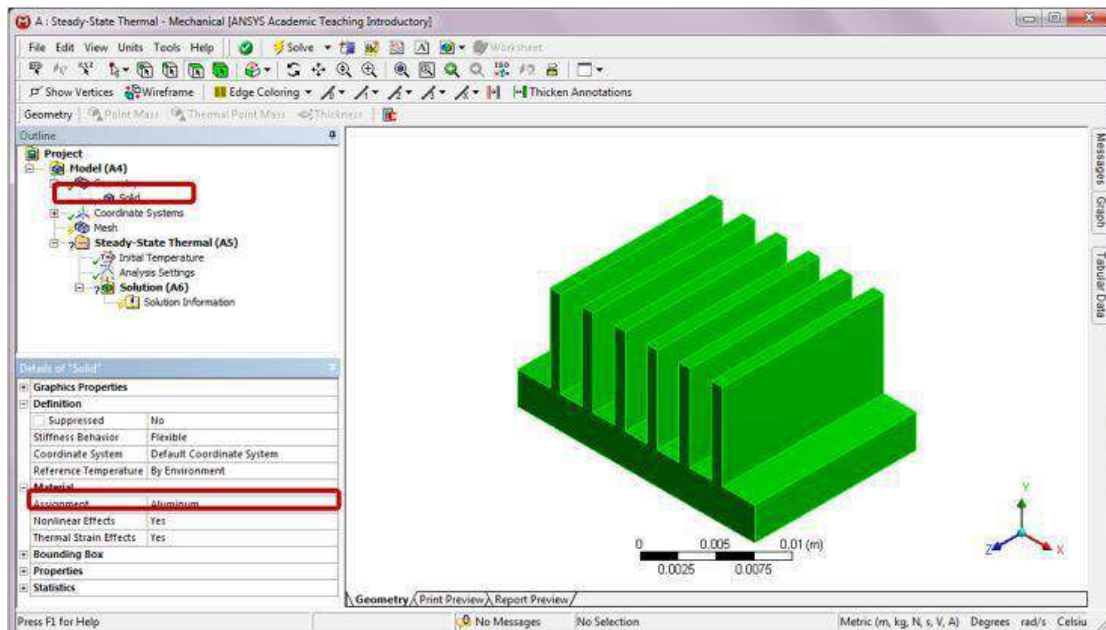 A : Steady-State Thermal - Mechanical [ANSYS Academic Teaching Introductory]
File Edit View Units Tools Help Solve A Worksheet
Show Vertices Wireframe Edge Coloring Thicken Annotations
Geometry Point Mass Thermal Point Mass Thickness
Outline
Project
Model (A4)
Solid
Coordinate Systems
Mesh
Steady-State Thermal (A5)
Initial Temperature
Analysis Settings
Solution (A6)
Solution Information
Details of "Solid"
Graphics Properties
Definition
Suppressed No
Stiffness Behavior Flexible
Coordinate System Default Coordinate System
Reference Temperature By Environment
Material
Assignment Aluminum
Nonlinear Effects Yes
Thermal Strain Effects Yes
Bounding Box
Properties
Statistics
0 0.005 0.01 (m)
0.0025 0.0075
Y
Z X
Geometry Print Preview Report Preview
Messages
Graph
Tabular Data
Press F1 for Help No Messages No Selection Metric (m, kg, N, s, V, A) Degrees rad/s Celsiu